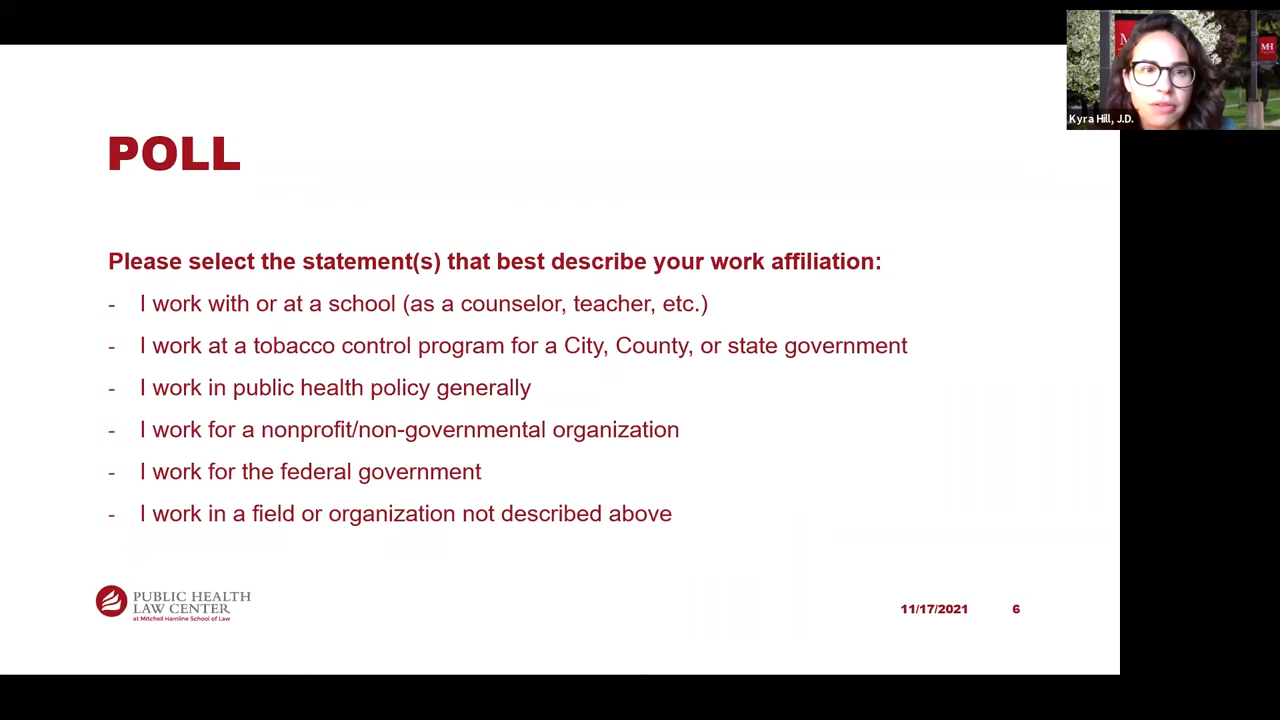 POLL
Please select the statement(s) that best describe your work affiliation:
- I work with or at a school (as a counselor, teacher, etc.)
- I work at a tobacco control program for a City, County, or state government
- I work in public health policy generally
- I work for a nonprofit/non-governmental organization
- I work for the federal government
- I work in a field or organization not described above
PUBLIC HEALTH
LAW CENTER
at Mitchell Hamline School of Law
11/17/2021 6
Kyra Hill, J.D.
MH